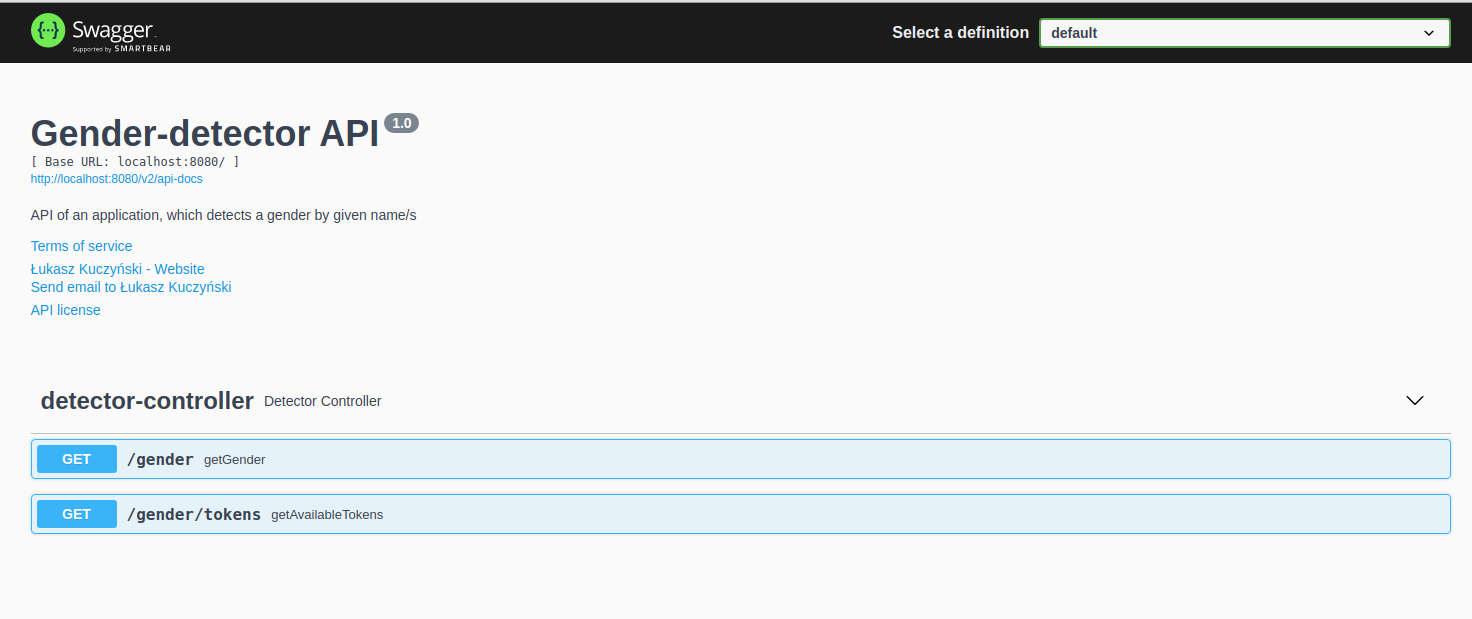 Swagger
Supported by SMARTBEAR
Select a definition
default
Gender-detector API 1.0
[ Base URL: localhost:8080/ ]
http://localhost:8080/v2/api-docs
API of an application, which detects a gender by given name/s
Terms of service
Łukasz Kuczyński - Website
Send email to Łukasz Kuczyński
API license
detector-controller Detector Controller
GET /gender getGender
GET /gender/tokens getAvailableTokens